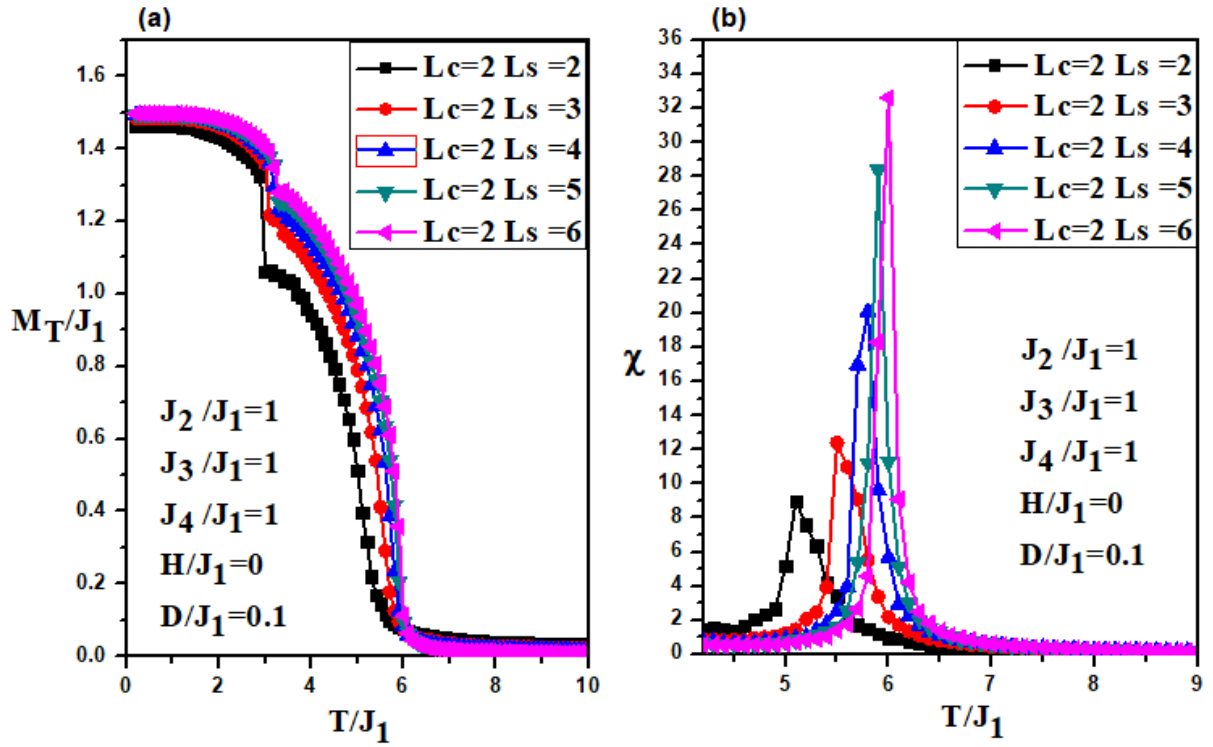 (a)
Lc=2 Ls =2
Lc=2 Ls =3
Lc=2 Ls =4
Lc=2 Ls =5
Lc=2 Ls =6
1.6
1.4
1.2
1.0
0.8
0.6
0.4
0.2
0.0
M_T/J_1
J_2 /J_1=1
J_3 /J_1=1
J_4 /J_1=1
H/J_1=0
D/J_1=0.1
0 2 4 6 8 10
T/J_1
(b)
Lc=2 Ls =2
Lc=2 Ls =3
Lc=2 Ls =4
Lc=2 Ls =5
Lc=2 Ls =6
36
34
32
30
28
26
24
22
20
18
16
14
12
10
8
6
4
2
0
χ
J_2 /J_1=1
J_3 /J_1=1
J_4 /J_1=1
H/J_1=0
D/J_1=0.1
5 6 7 8 9
T/J_1